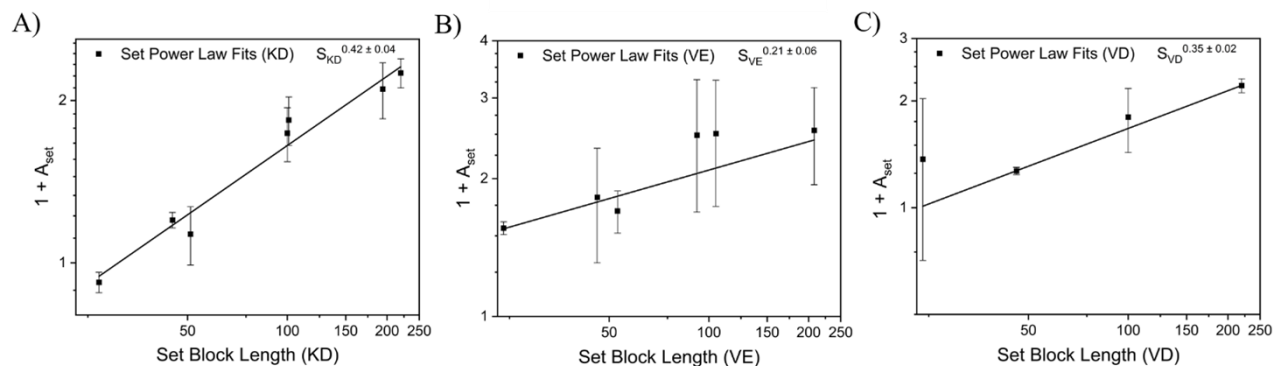 A)
Set Power Law Fits (KD) S_KD^0.42 ± 0.04
2
1
1 + A_set
50 100 150 200 250
Set Block Length (KD)
B)
4
Set Power Law Fits (VE) S_VE^0.21 ± 0.06
3
2
1
1 + A_set
50 100 150 200 250
Set Block Length (VE)
C)
3
Set Power Law Fits (VD) S_VD^0.35 ± 0.02
2
1
1 + A_set
50 100 150 200 250
Set Block Length (VD)